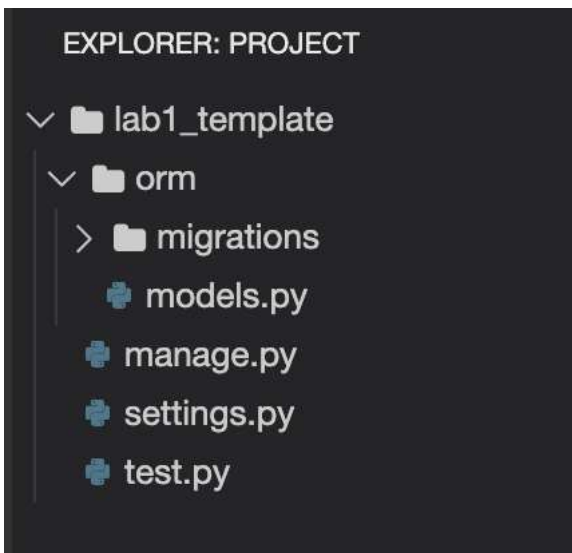 EXPLORER: PROJECT
lab1_template
orm
migrations
models.py
manage.py
settings.py
test.py